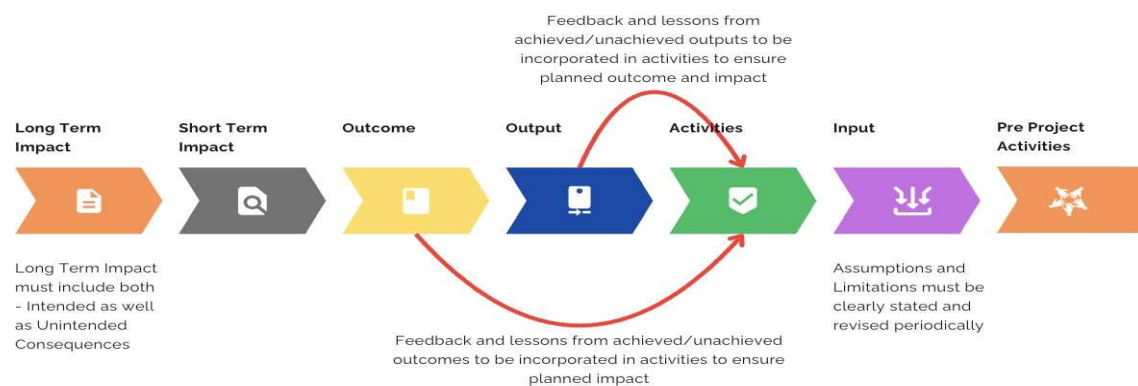 Feedback and lessons from
achieved/unachieved outputs to be
incorporated in activities to ensure
planned outcome and impact
Long Term
Impact
Short Term
Impact
Outcome
Output
Activities
Input
Pre Project
Activities
Long Term Impact
must include both
- Intended as well
as Unintended
Consequences
Assumptions and
Limitations must be
clearly stated and
revised periodically
Feedback and lessons from achieved/unachieved
outcomes to be incorporated in activities to ensure
planned impact